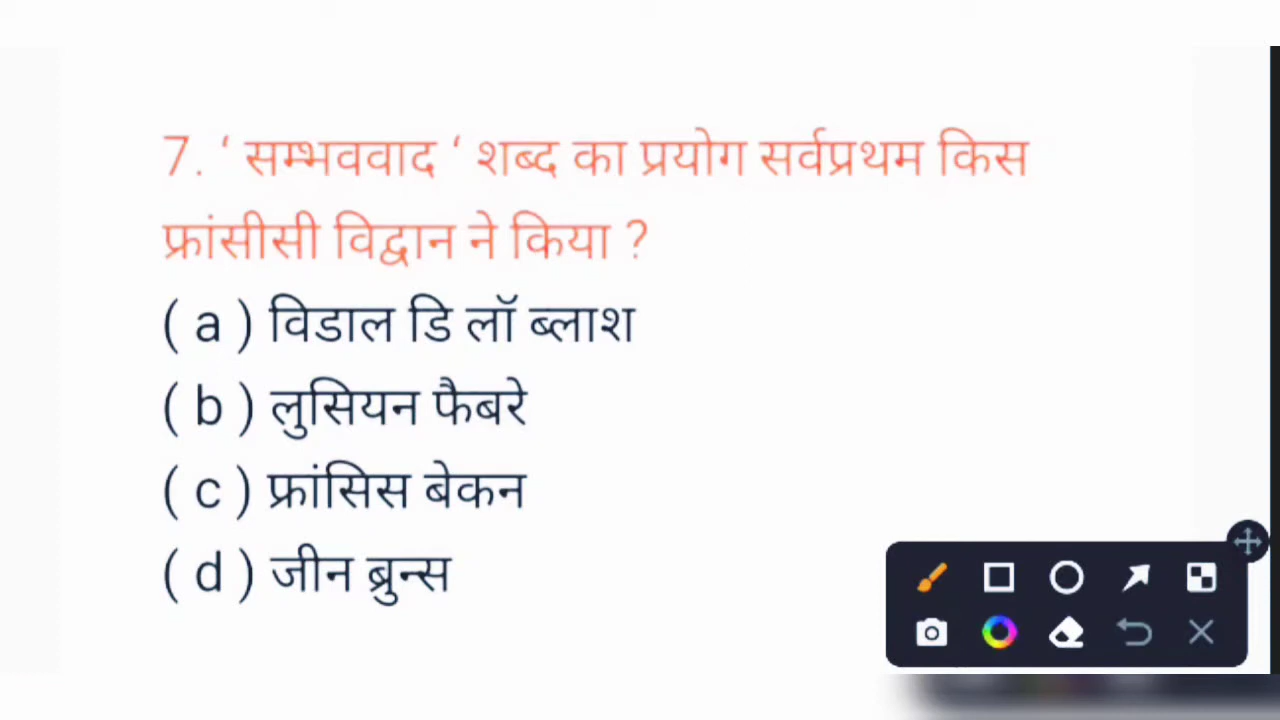 7. ‘ सम्भववाद ‘ शब्द का प्रयोग सर्वप्रथम किस
फ्रांसीसी विद्वान ने किया ?
( a ) विडाल डि लॉ ब्लाश
( b ) लुसियन फैबरे
( c ) फ्रांसिस बेकन
( d ) जीन ब्रुन्स